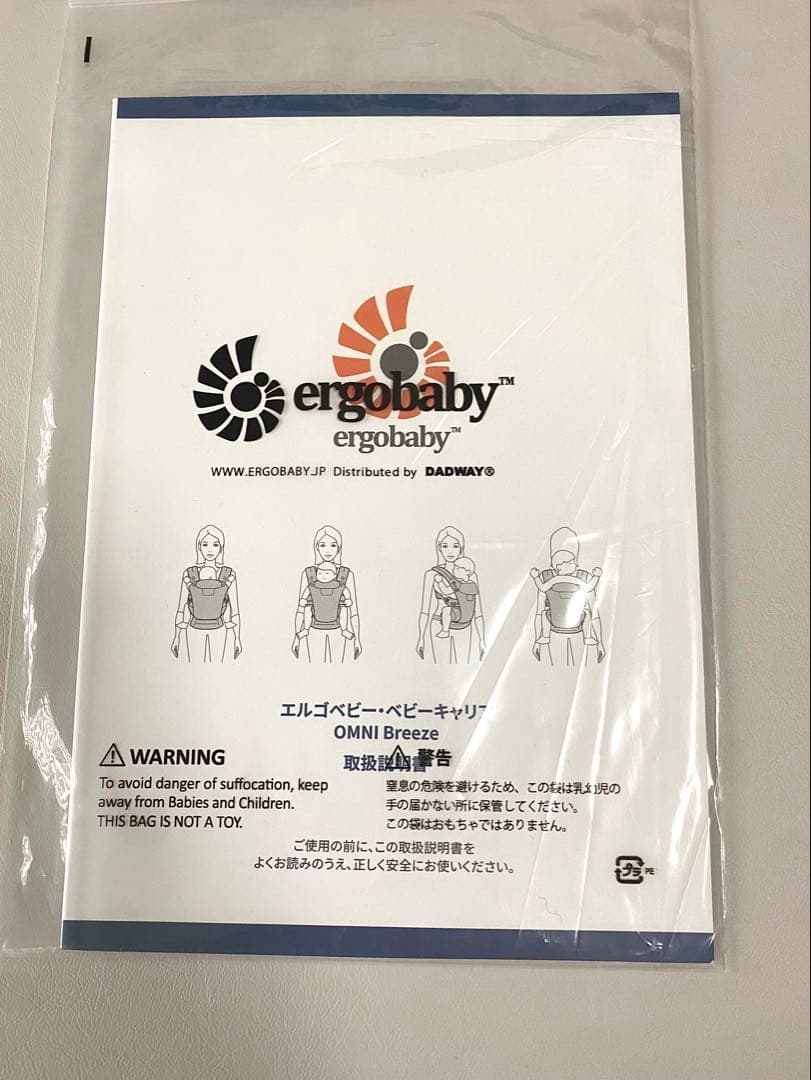 ergobaby™
ergobaby™
WWW.ERGOBABY.JP Distributed by DADWAY®
エルゴベビー・ベビーキャリア
OMNI Breeze
取扱説明書
WARNING
To avoid danger of suffocation, keep
away from Babies and Children.
THIS BAG IS NOT A TOY.
警告
窒息の危険を避けるため、この袋は乳幼児の
手の届かない所に保管してください。
この袋はおもちゃではありません。
ご使用の前に、この取扱説明書を
よくお読みのうえ、正しく安全にお使いください。
プラ PE